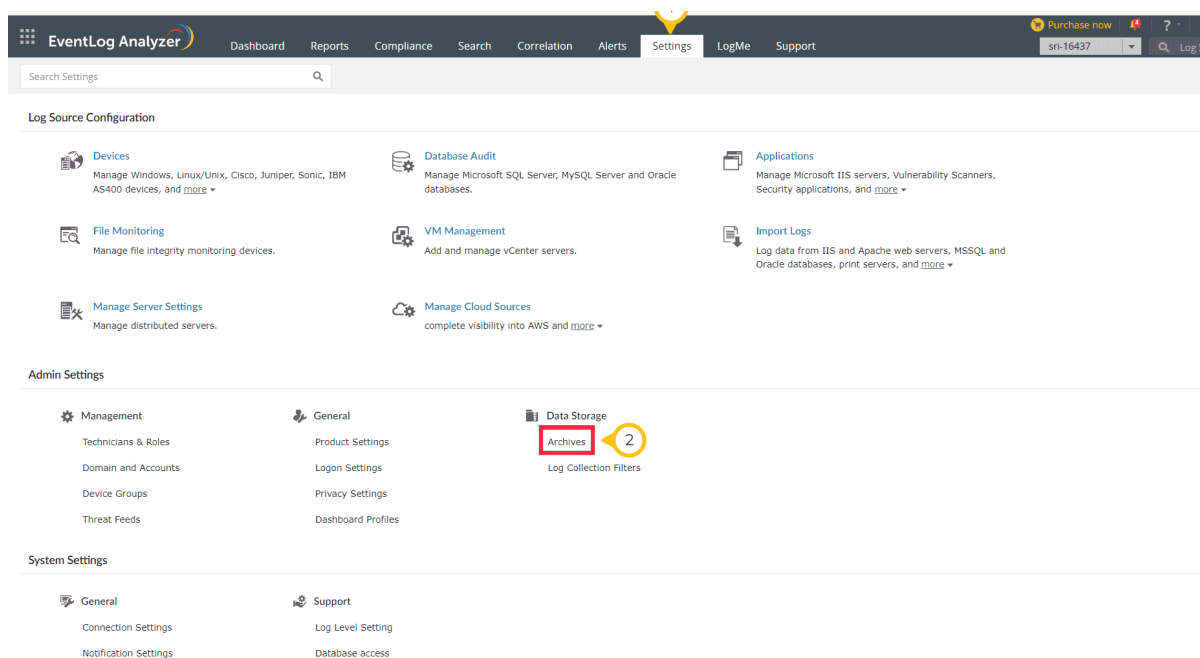 Purchase now
4
?
EventLog Analyzer
Dashboard Reports Compliance Search Correlation Alerts Settings LogMe Support
sri-16437
Log
Search Settings
Log Source Configuration
Devices
Manage Windows, Linux/Unix, Cisco, Juniper, Sonic, IBM
AS400 devices, and more
Database Audit
Manage Microsoft SQL Server, MySQL Server and Oracle
databases.
Applications
Manage Microsoft IIS servers, Vulnerability Scanners,
Security applications, and more
File Monitoring
Manage file integrity monitoring devices.
VM Management
Add and manage vCenter servers.
Import Logs
Log data from IIS and Apache web servers, MSSQL and
Oracle databases, print servers, and more
Manage Server Settings
Manage distributed servers.
Manage Cloud Sources
complete visibility into AWS and more
Admin Settings
Management
Technicians & Roles
Domain and Accounts
Device Groups
Threat Feeds
General
Product Settings
Logon Settings
Privacy Settings
Dashboard Profiles
Data Storage
Archives
2
Log Collection Filters
System Settings
General
Connection Settings
Notification Settings
Support
Log Level Setting
Database access